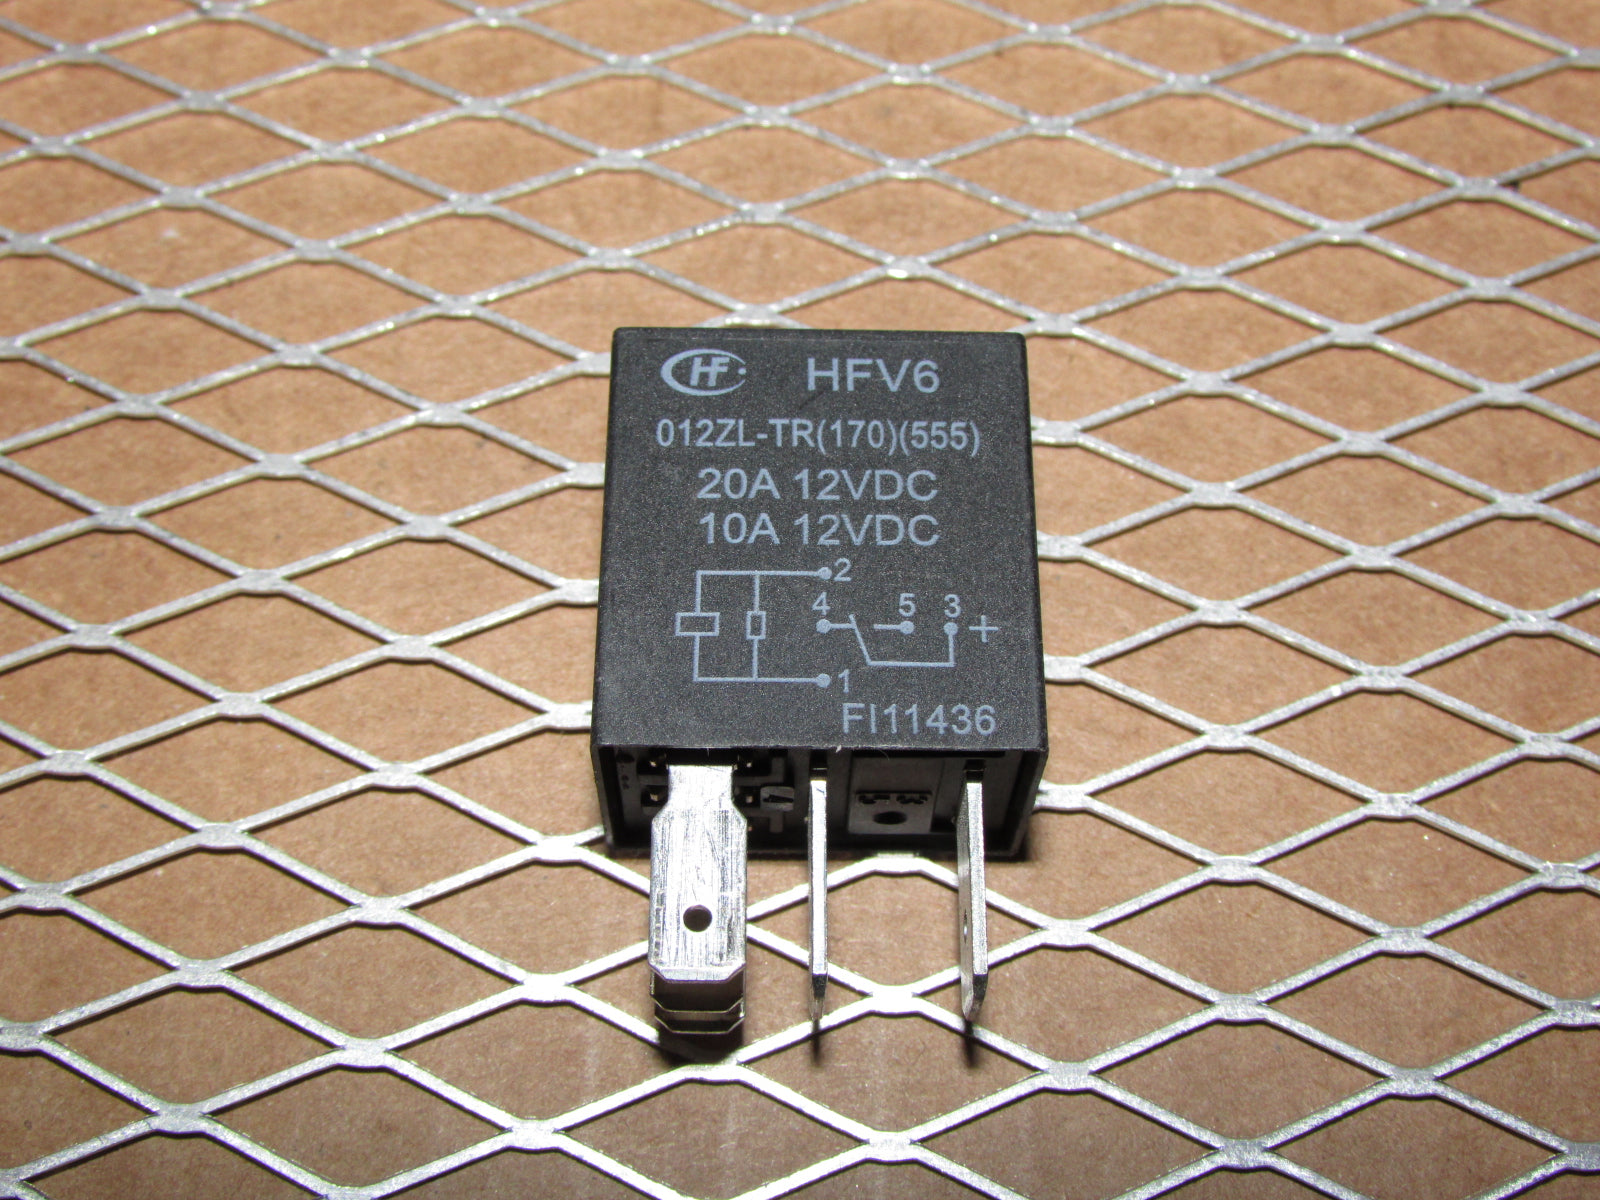 HF HFV6
012ZL-TR(170)(555)
20A 12VDC
10A 12VDC
2
4 5 3 +
1
FI11436